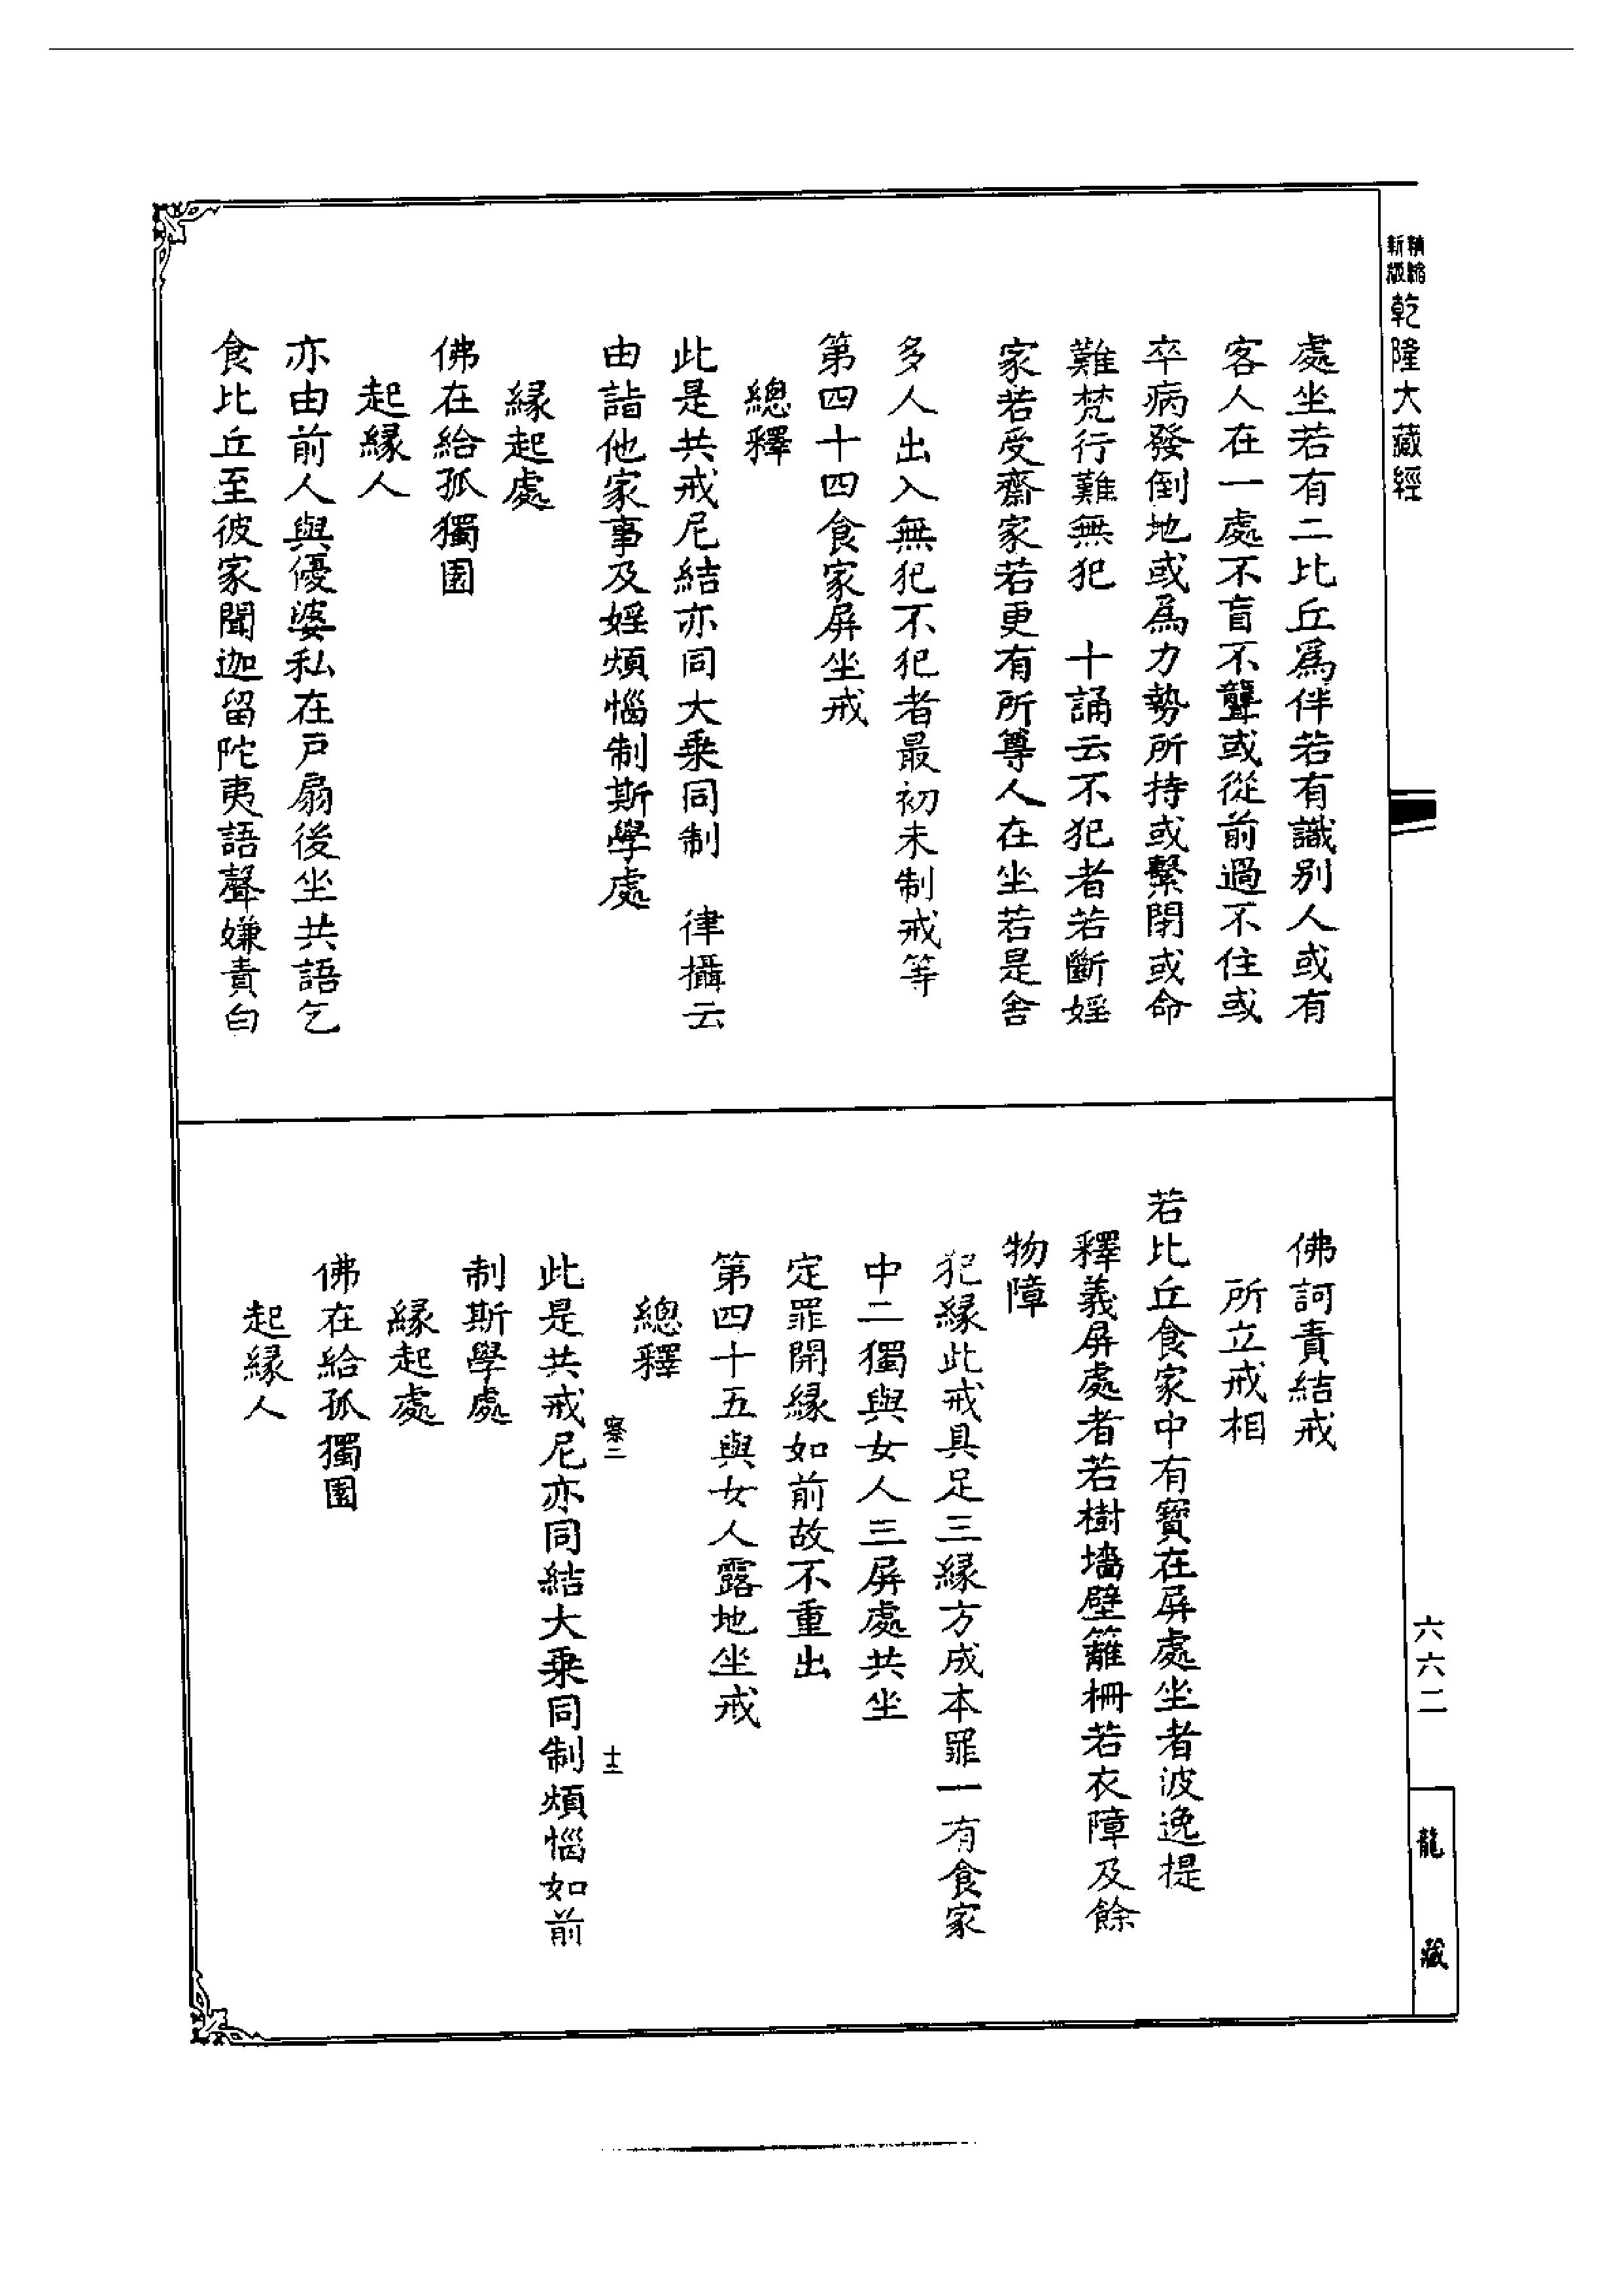 精縮新版
乾隆大藏經
處坐若有二比丘爲伴若有識别人或有
客人在一處不盲不聾或從前過不住或
卒病發倒地或爲力勢所持或繫閉或命
難梵行難無犯　十誦云不犯者若斷婬
家若受齋家若更有所尊人在坐若是舍
多人出入無犯不犯者最初未制戒等
第四十四食家屏坐戒
總釋
此是共戒尼結亦同大乗同制　律攝云
由詣他家事及婬煩惱制斯學處
緣起處
佛在給孤獨園
起緣人
亦由前人與優婆私在戸扇後坐共語乞
食比丘至彼家聞迦留陀夷語聲嫌責白
佛訶責結戒
所立戒相
若比丘食家中有寶在屏處坐者波逸提
釋義屏處者若樹墻壁籬柵若衣障及餘
物障
犯緣此戒具足三緣方成本罪一有食家
中二獨與女人三屏處共坐
定罪開緣如前故不重出
第四十五與女人露地坐戒
總釋
察二　十三
此是共戒尼亦同結大乗同制煩惱如前
制斯學處
緣起處
佛在給孤獨園
起緣人
六六二
龍藏